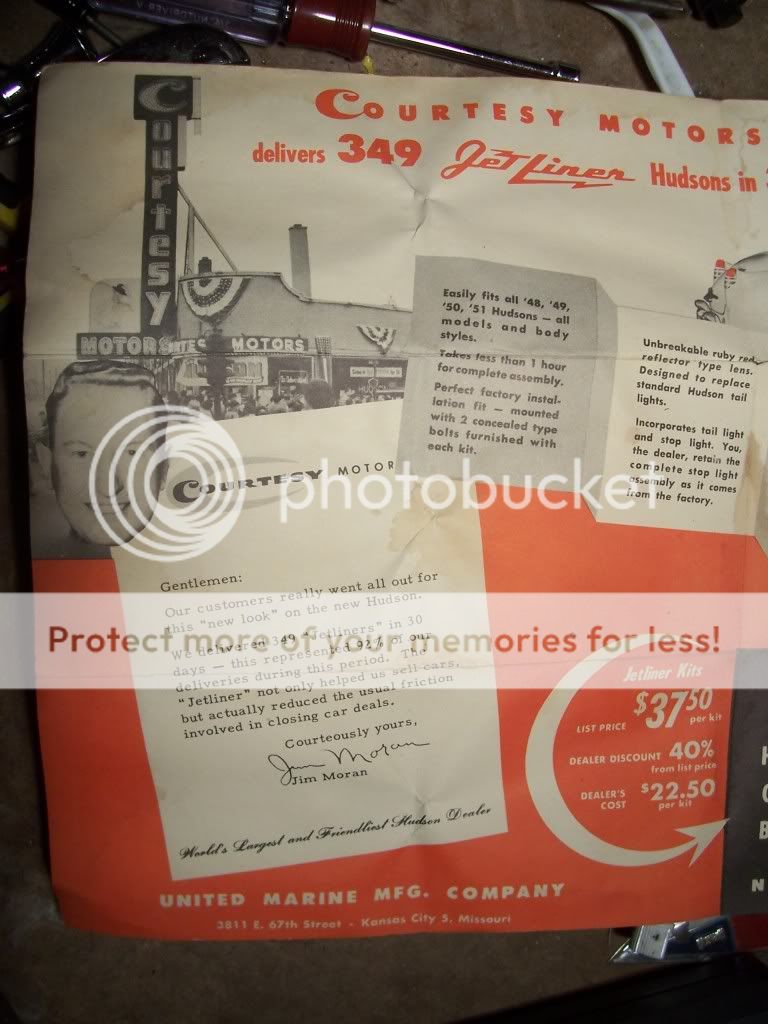 COURTESY MOTORS
delivers 349 JetLiner Hudsons in
Courtesy
MOTORS
MOTORS
Easily fits all '48, '49,
'50, '51 Hudsons — all
models and body
styles.
Takes less than 1 hour
for complete assembly.
Perfect factory instal-
lation fit — mounted
with 2 concealed type
bolts furnished with
each kit.
Unbreakable ruby red
reflector type lens.
Designed to replace
standard Hudson tail
lights.
Incorporates tail light
and stop light. You,
the dealer, retain the
complete stop light
assembly as it comes
from the factory.
COURTESY MOTOR
photobucket
Gentlemen:
Our customers really went all out for
this "new look" on the new Hudson.
We delivered 349 "Jetliners" in 30
days — this represented 92% of our
deliveries during this period. The
"Jetliner" not only helped us sell cars,
but actually reduced the usual friction
involved in closing car deals.
Courteously yours,
Jim Moran
Jim Moran
World's Largest and Friendliest Hudson Dealer
Protect more of your memories for less!
Jetliner Kits
LIST PRICE $37.50 per kit
DEALER DISCOUNT 40%
from list price
DEALER'S COST $22.50
per kit
UNITED MARINE MFG. COMPANY
3811 E. 67th Street - Kansas City 5, Missouri